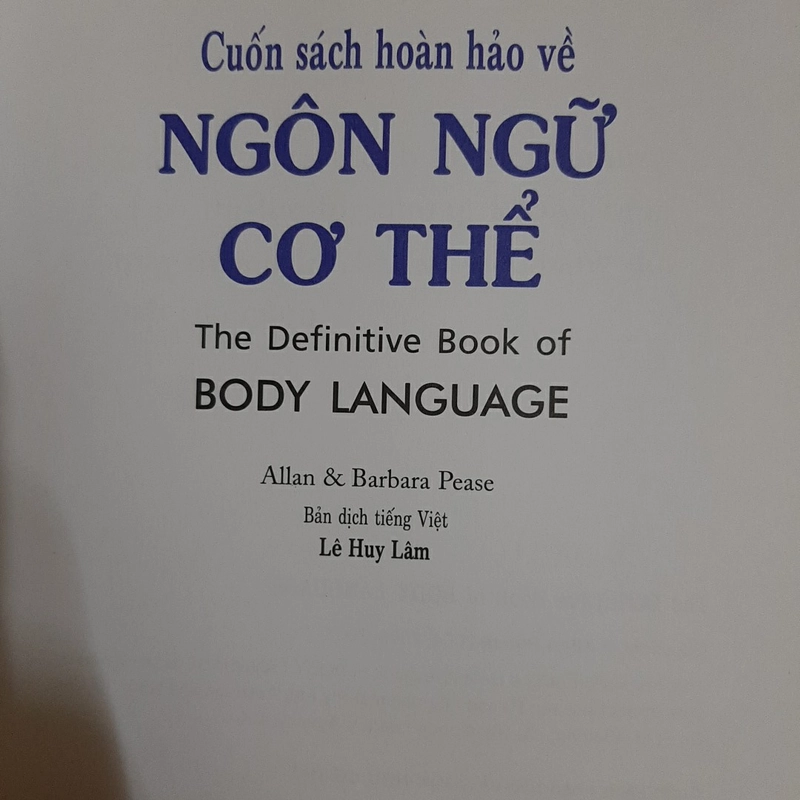 Cuốn sách hoàn hảo về
NGÔN NGỮ
CƠ THỂ
The Definitive Book of
BODY LANGUAGE
Allan & Barbara Pease
Bản dịch tiếng Việt
Lê Huy Lâm